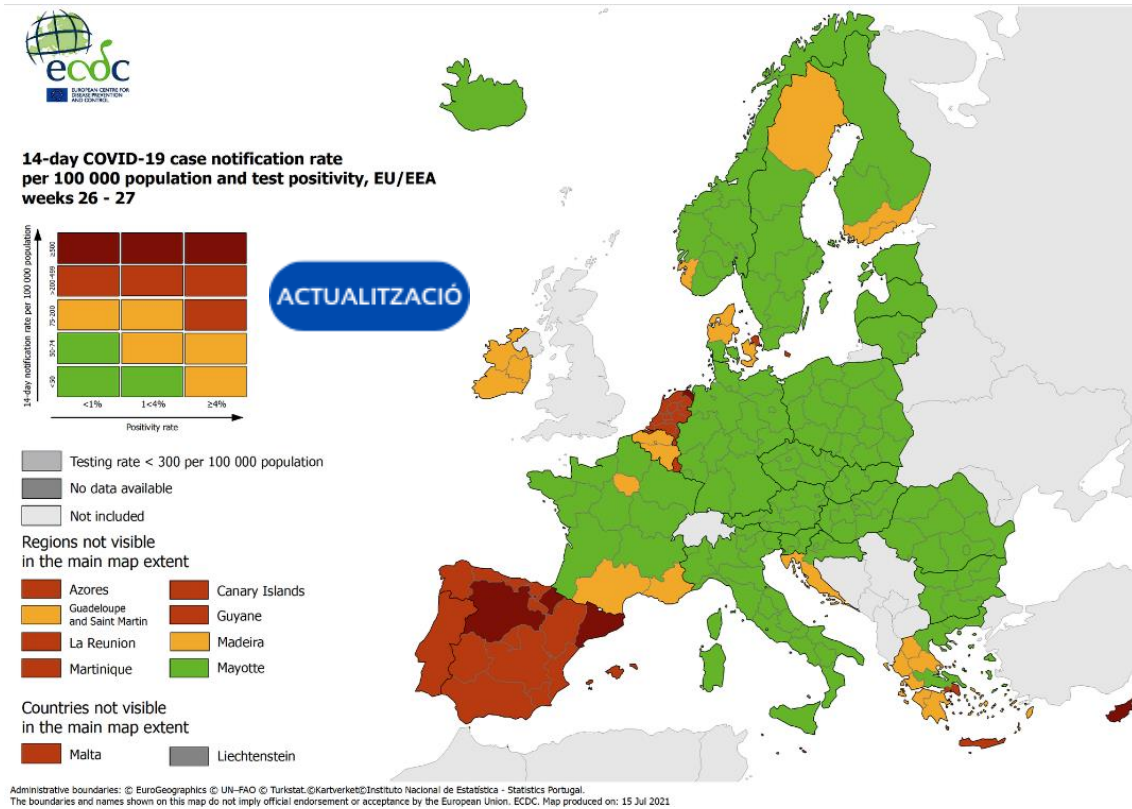 ecdc
EUROPEAN CENTRE FOR
DISEASE PREVENTION
AND CONTROL
14-day COVID-19 case notification rate
per 100 000 population and test positivity, EU/EEA
weeks 26 - 27
14-day notification rate per 100 000 population
≥500
>200-499
75-200
50-74
<50
<1%
1<4%
≥4%
Positivity rate
ACTUALITZACIÓ
Testing rate < 300 per 100 000 population
No data available
Not included
Regions not visible
in the main map extent
Azores
Canary Islands
Guadeloupe
and Saint Martin
Guyane
La Reunion
Madeira
Martinique
Mayotte
Countries not visible
in the main map extent
Malta
Liechtenstein
Administrative boundaries: © EuroGeographics © UN–FAO © Turkstat.©Kartverket©Instituto Nacional de Estatística - Statistics Portugal.
The boundaries and names shown on this map do not imply official endorsement or acceptance by the European Union. ECDC. Map produced on: 15 Jul 2021